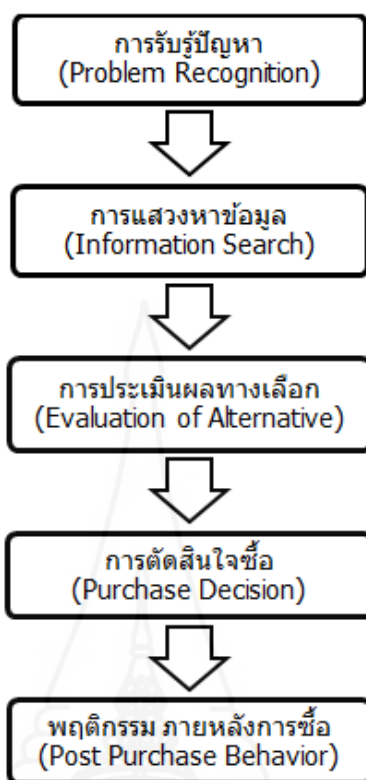 การรับรู้ปัญหา
(Problem Recognition)
การแสวงหาข้อมูล
(Information Search)
การประเมินผลทางเลือก
(Evaluation of Alternative)
การตัดสินใจซื้อ
(Purchase Decision)
พฤติกรรม ภายหลังการซื้อ
(Post Purchase Behavior)